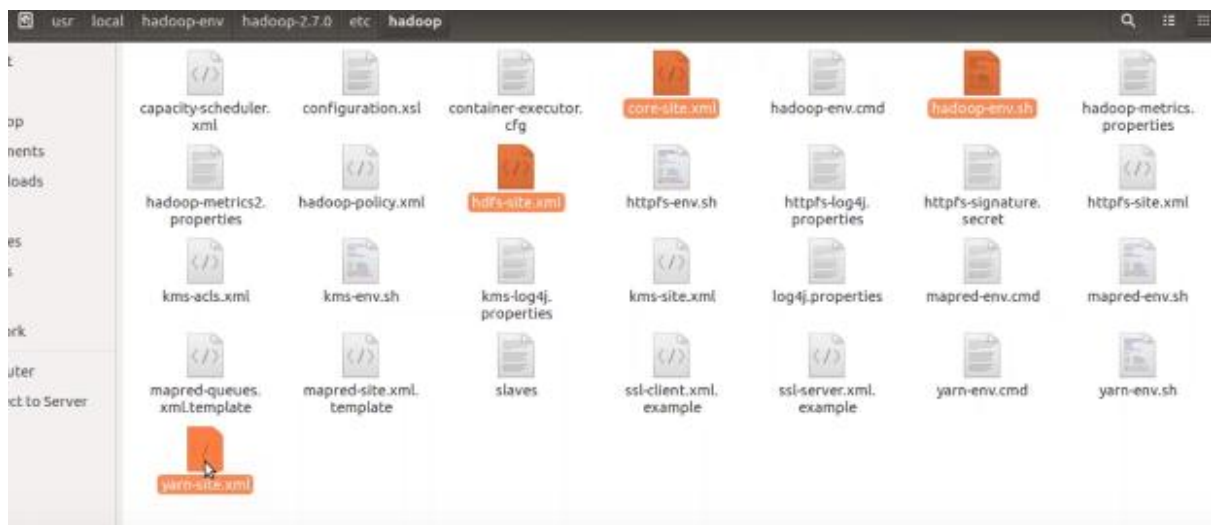 usr local hadoop-env hadoop-2.7.0 etc hadoop
capacity-scheduler.
xml
configuration.xsl
container-executor.
cfg
core-site.xml
hadoop-env.cmd
hadoop-env.sh
hadoop-metrics.
properties
hadoop-metrics2.
properties
hadoop-policy.xml
hdfs-site.xml
httpfs-env.sh
httpfs-log4j.
properties
httpfs-signature.
secret
httpfs-site.xml
kms-acls.xml
kms-env.sh
kms-log4j.
properties
kms-site.xml
log4j.properties
mapred-env.cmd
mapred-env.sh
mapred-queues.
xml.template
mapred-site.xml.
template
slaves
ssl-client.xml.
example
ssl-server.xml.
example
yarn-env.cmd
yarn-env.sh
yarn-site.xml
t
op
nents
loads
es
s
ork
uter
ect to Server